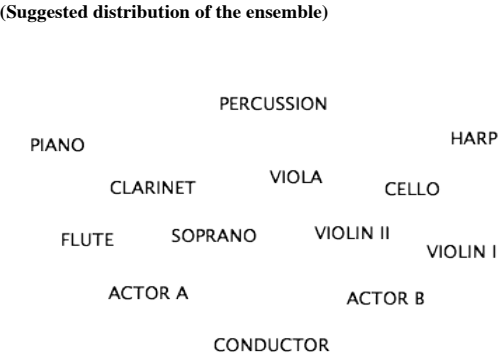 (Suggested distribution of the ensemble)
PERCUSSION
PIANO
HARP
CLARINET
VIOLA
CELLO
FLUTE
SOPRANO
VIOLIN II
VIOLIN I
ACTOR A
ACTOR B
CONDUCTOR